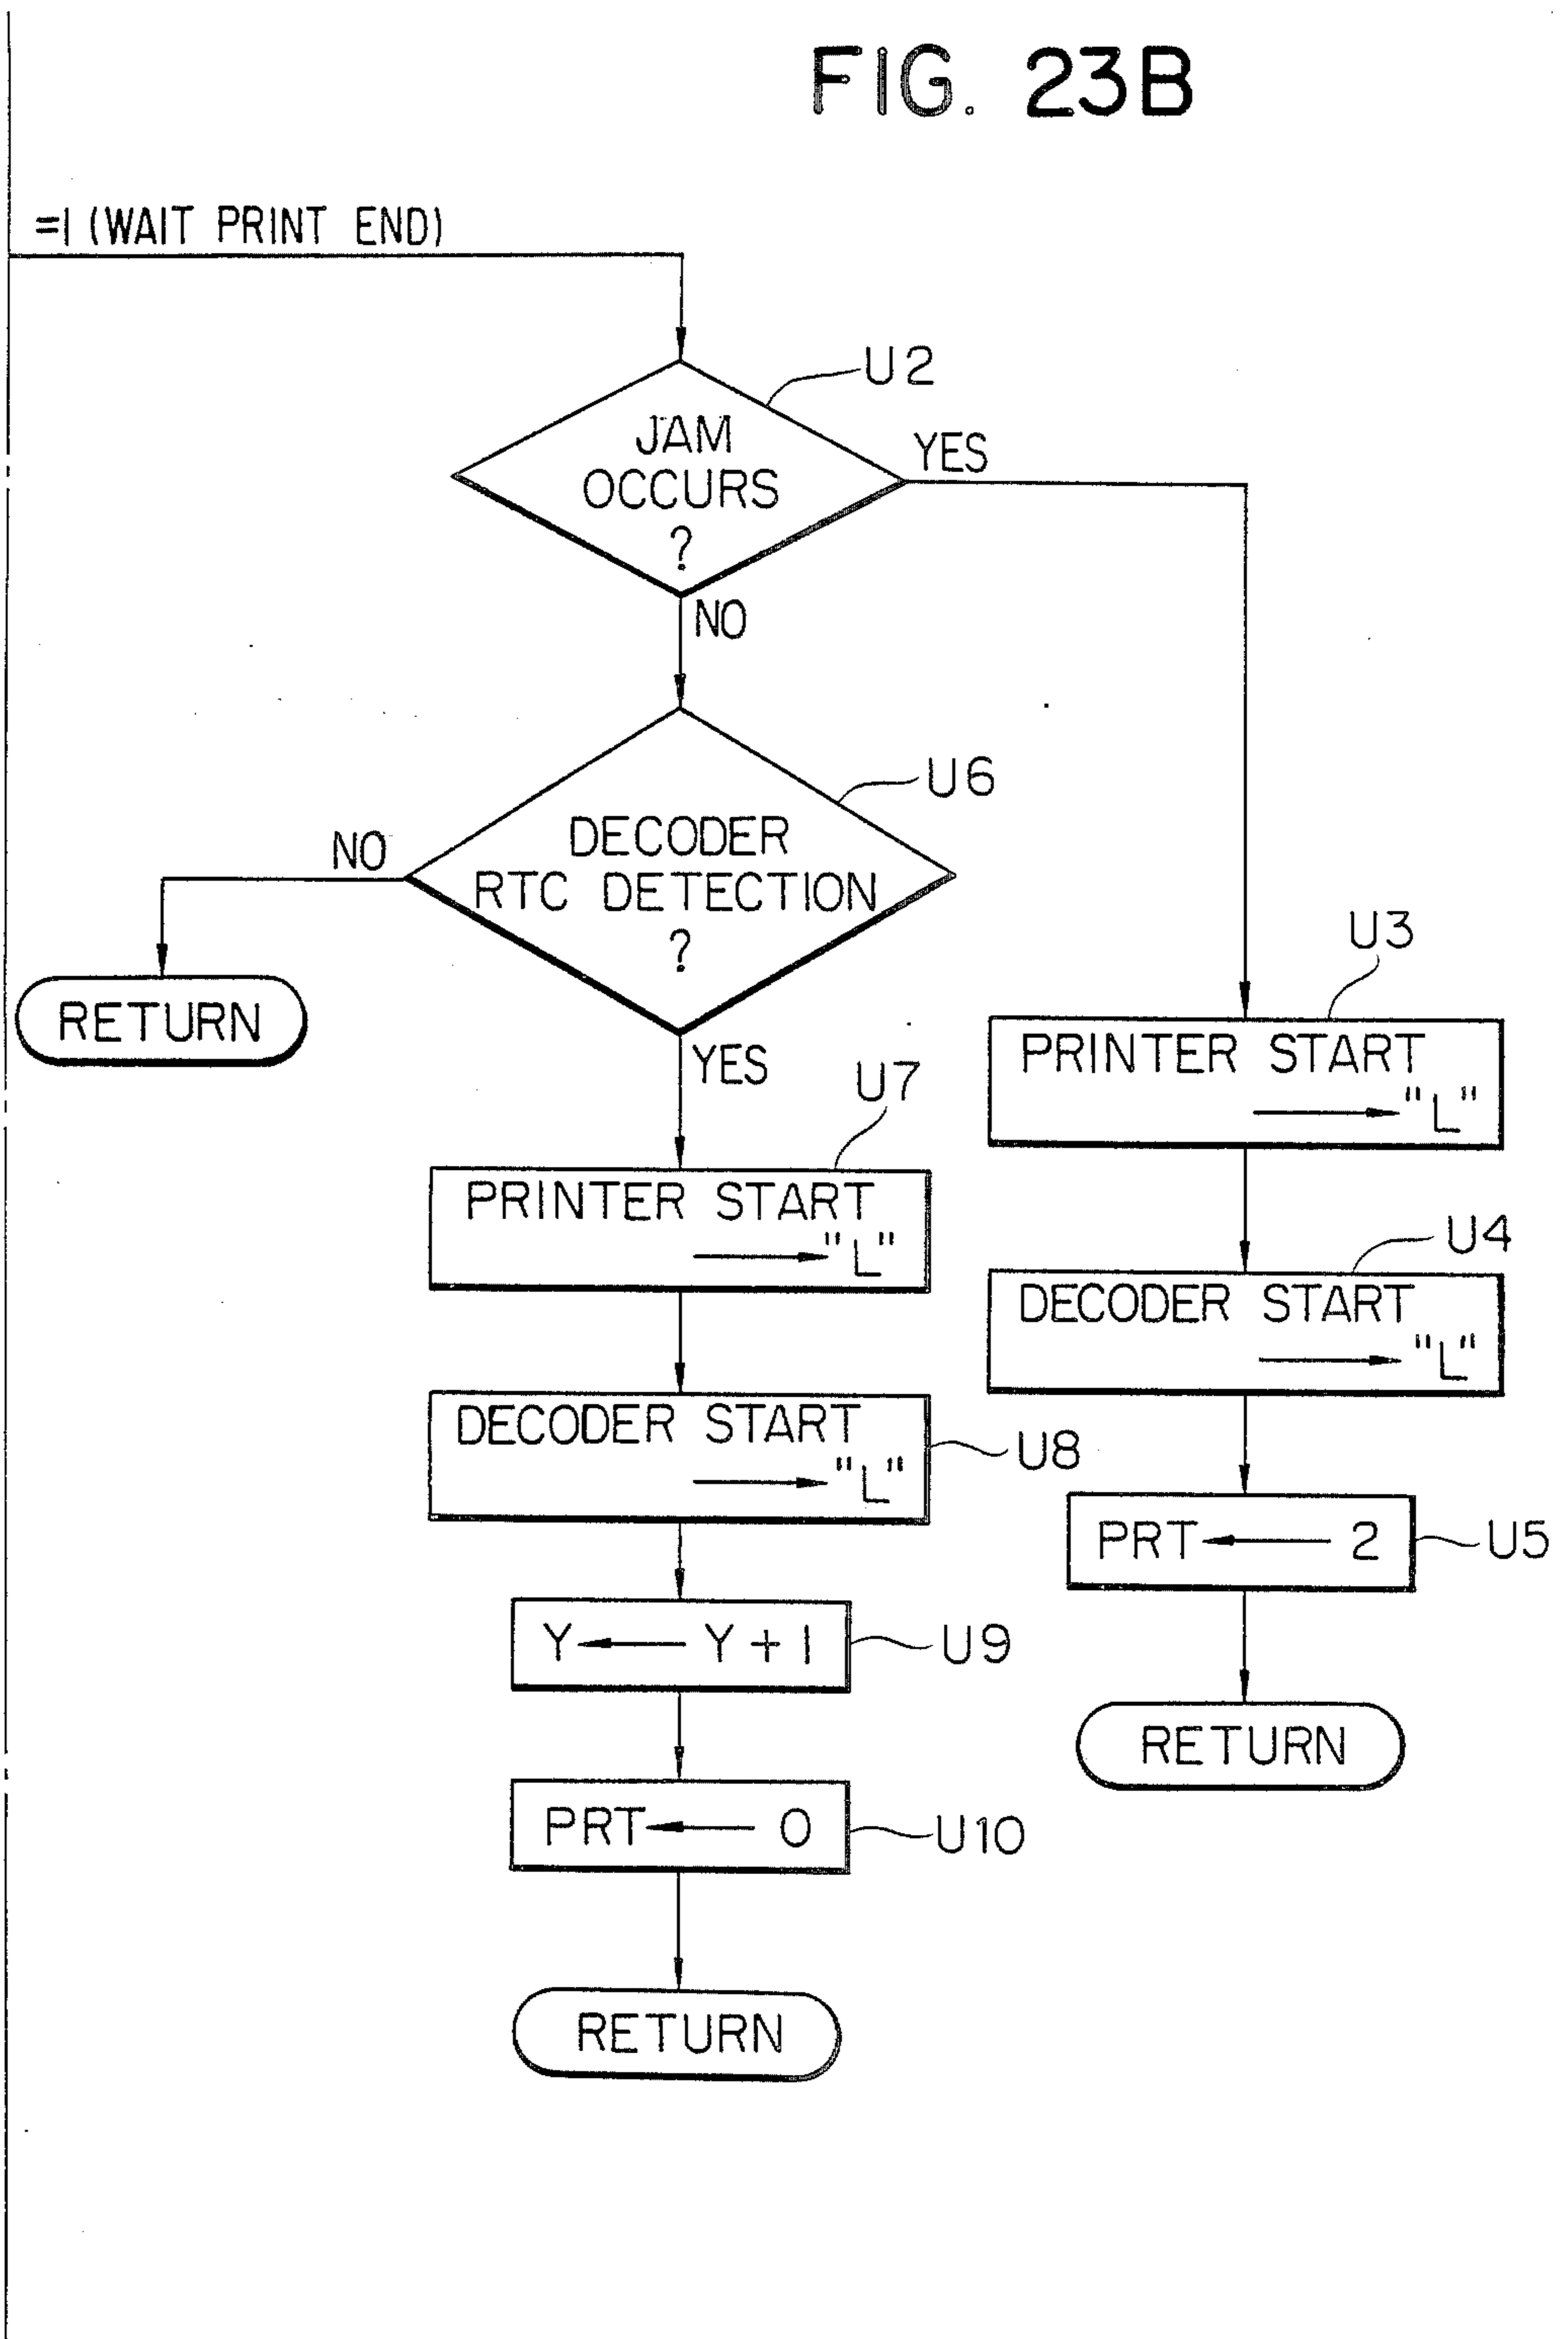 FIG. 23B
=1 (WAIT PRINT END)
U2
JAM
OCCURS
?
YES
NO
U6
DECODER
RTC DETECTION
?
NO
RETURN
YES
U3
PRINTER START
→ "L"
U7
PRINTER START
→ "L"
U4
DECODER START
→ "L"
DECODER START
→ "L"
U8
PRT ← 2
U5
Y ← Y + 1
U9
RETURN
PRT ← 0
U10
RETURN